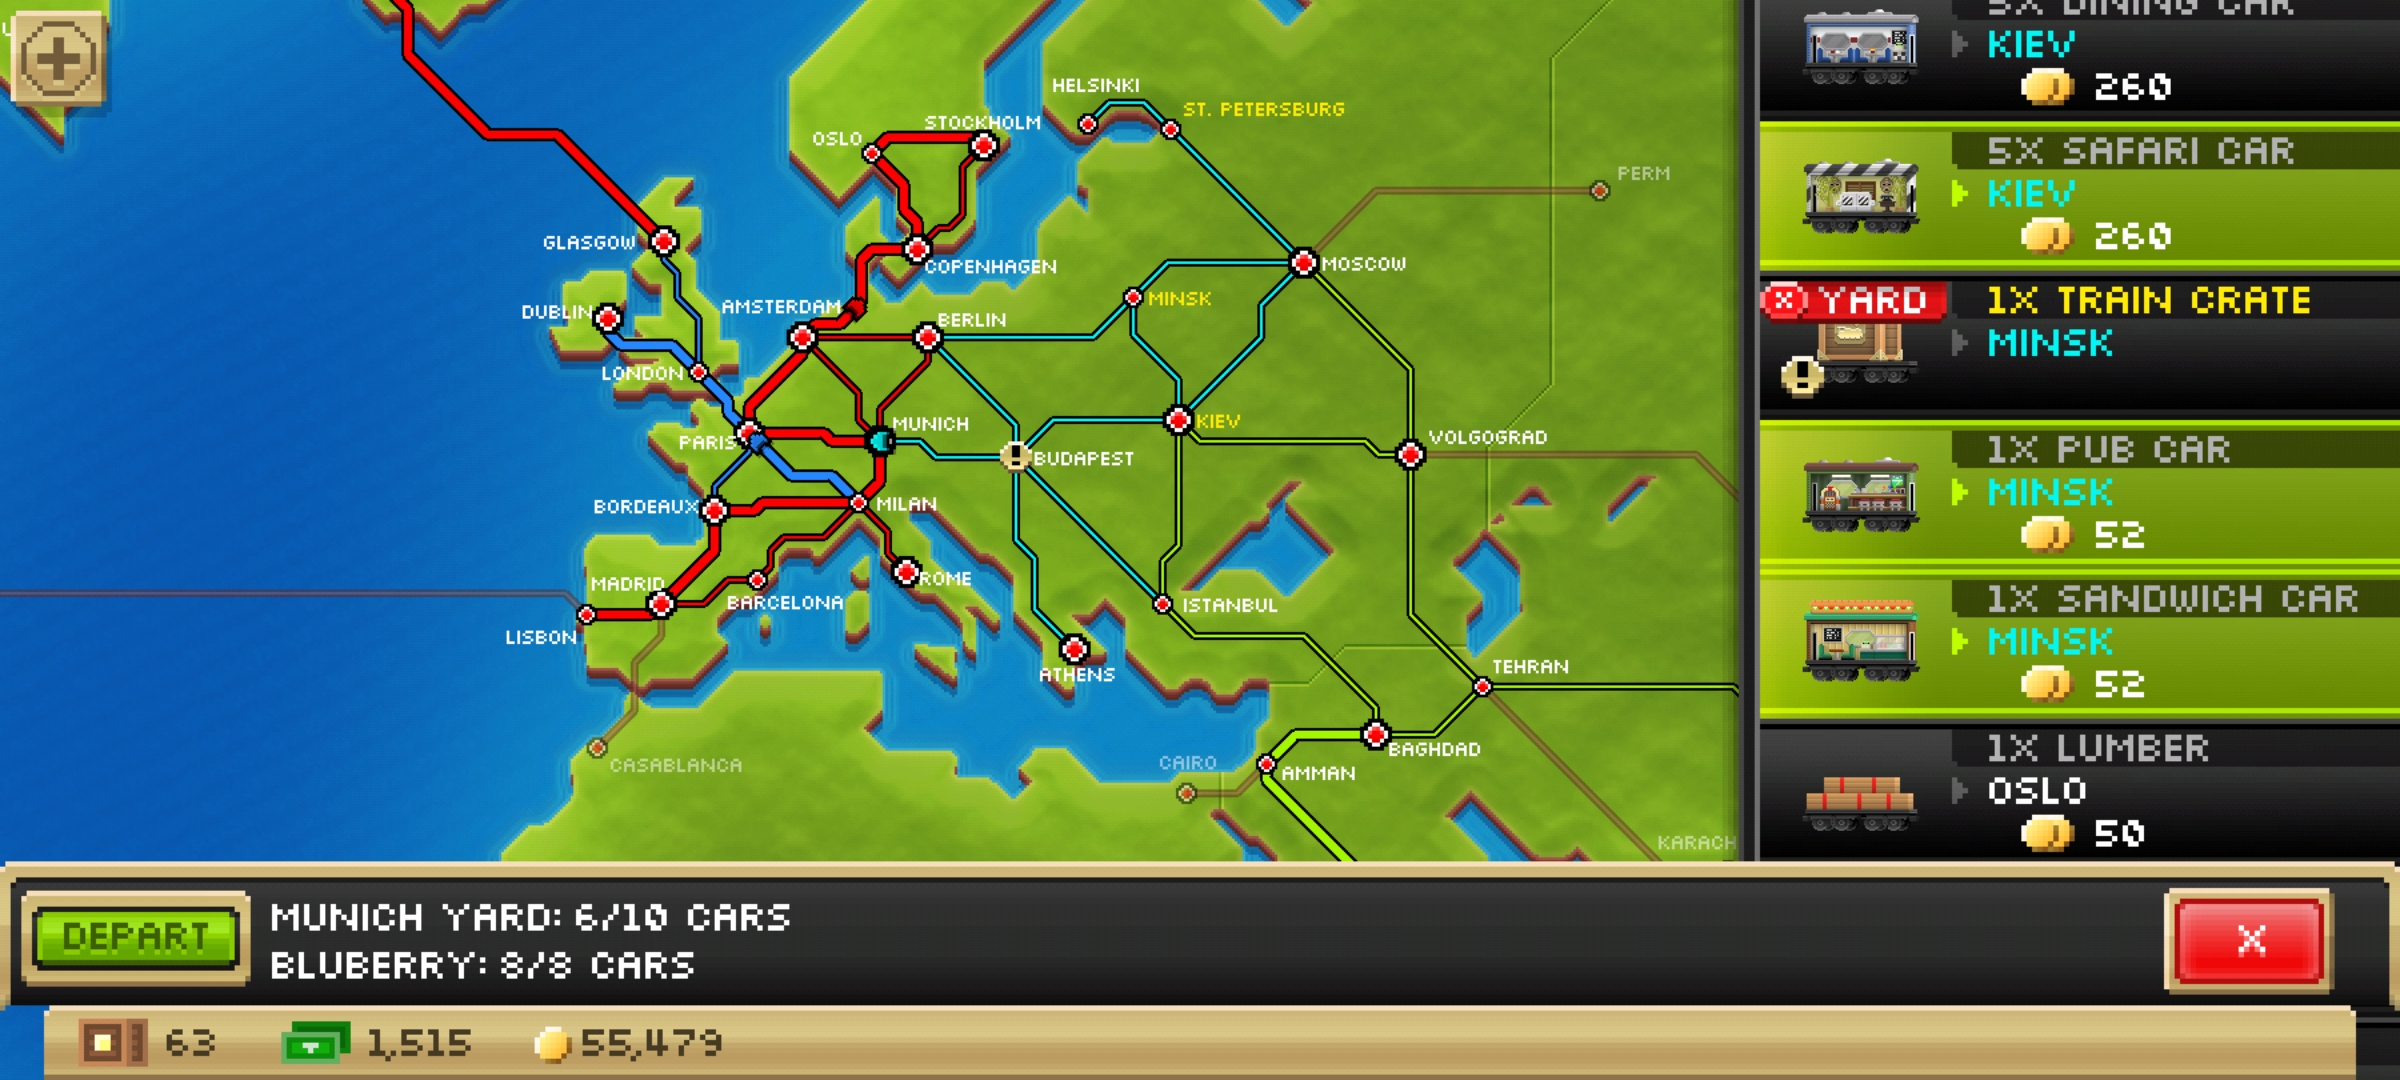 HELSINKI
ST. PETERSBURG
STOCKHOLM
OSLO
PERM
GLASGOW
COPENHAGEN
MOSCOW
DUBLIN
AMSTERDAM
MINSK
BERLIN
LONDON
MUNICH
KIEV
PARIS
BUDAPEST
VOLGOGRAD
BORDEAUX
MILAN
MADRID
ROME
BARCELONA
ISTANBUL
LISBON
ATHENS
TEHRAN
CASABLANCA
CAIRO
BAGHDAD
AMMAN
KARACH
5X DINING CAR
KIEV
260
5X SAFARI CAR
KIEV
260
X YARD
1X TRAIN CRATE
MINSK
!
1X PUB CAR
MINSK
52
1X SANDWICH CAR
MINSK
52
1X LUMBER
OSLO
50
DEPART
MUNICH YARD: 6/10 CARS
BLUBERRY: 8/8 CARS
X
63
1,515
55,479